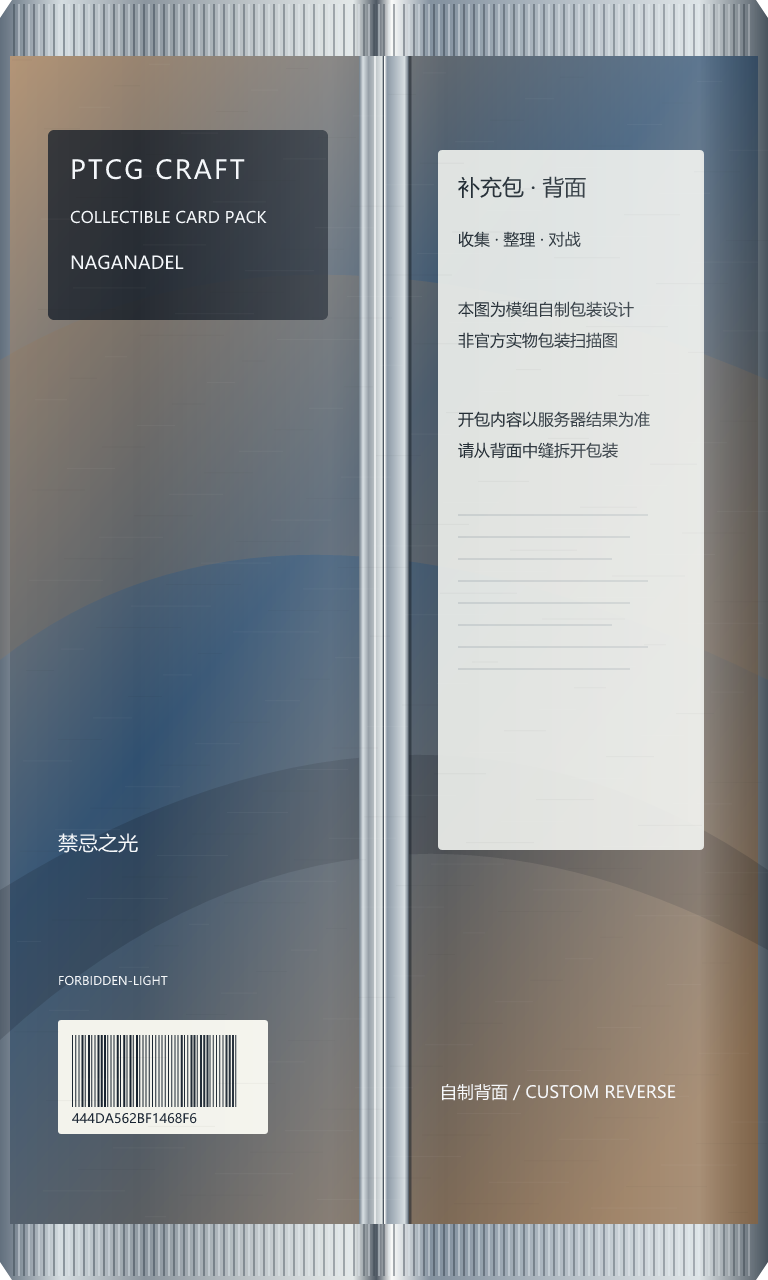 PTCG CRAFT
COLLECTIBLE CARD PACK
NAGANADEL
补充包 · 背面
收集 · 整理 · 对战
本图为模组自制包装设计
非官方实物包装扫描图
开包内容以服务器结果为准
请从背面中缝拆开包装
禁忌之光
FORBIDDEN-LIGHT
444DA562BF1468F6
自制背面 / CUSTOM REVERSE